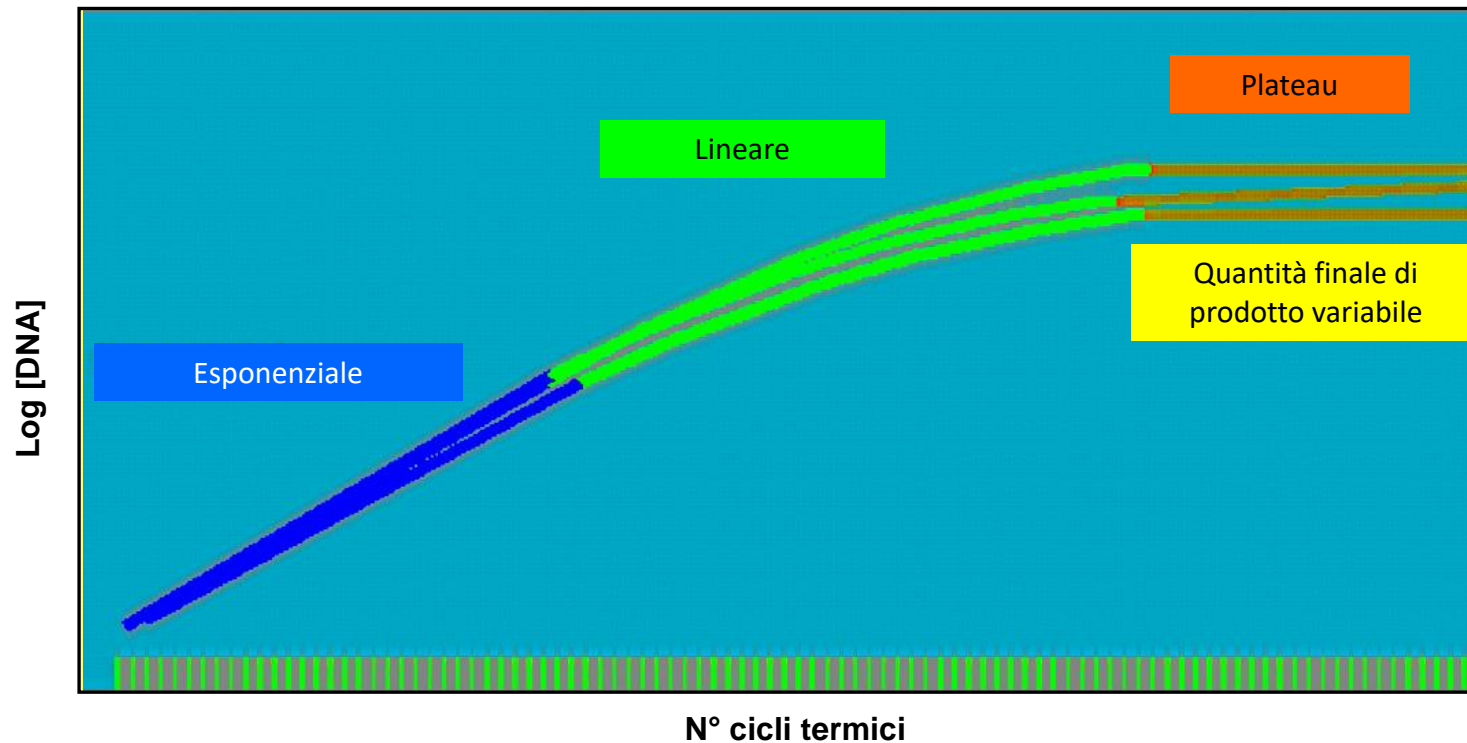 Plateau
Lineare
Quantità finale di
prodotto variabile
Esponenziale
Log [DNA]
N° cicli termici